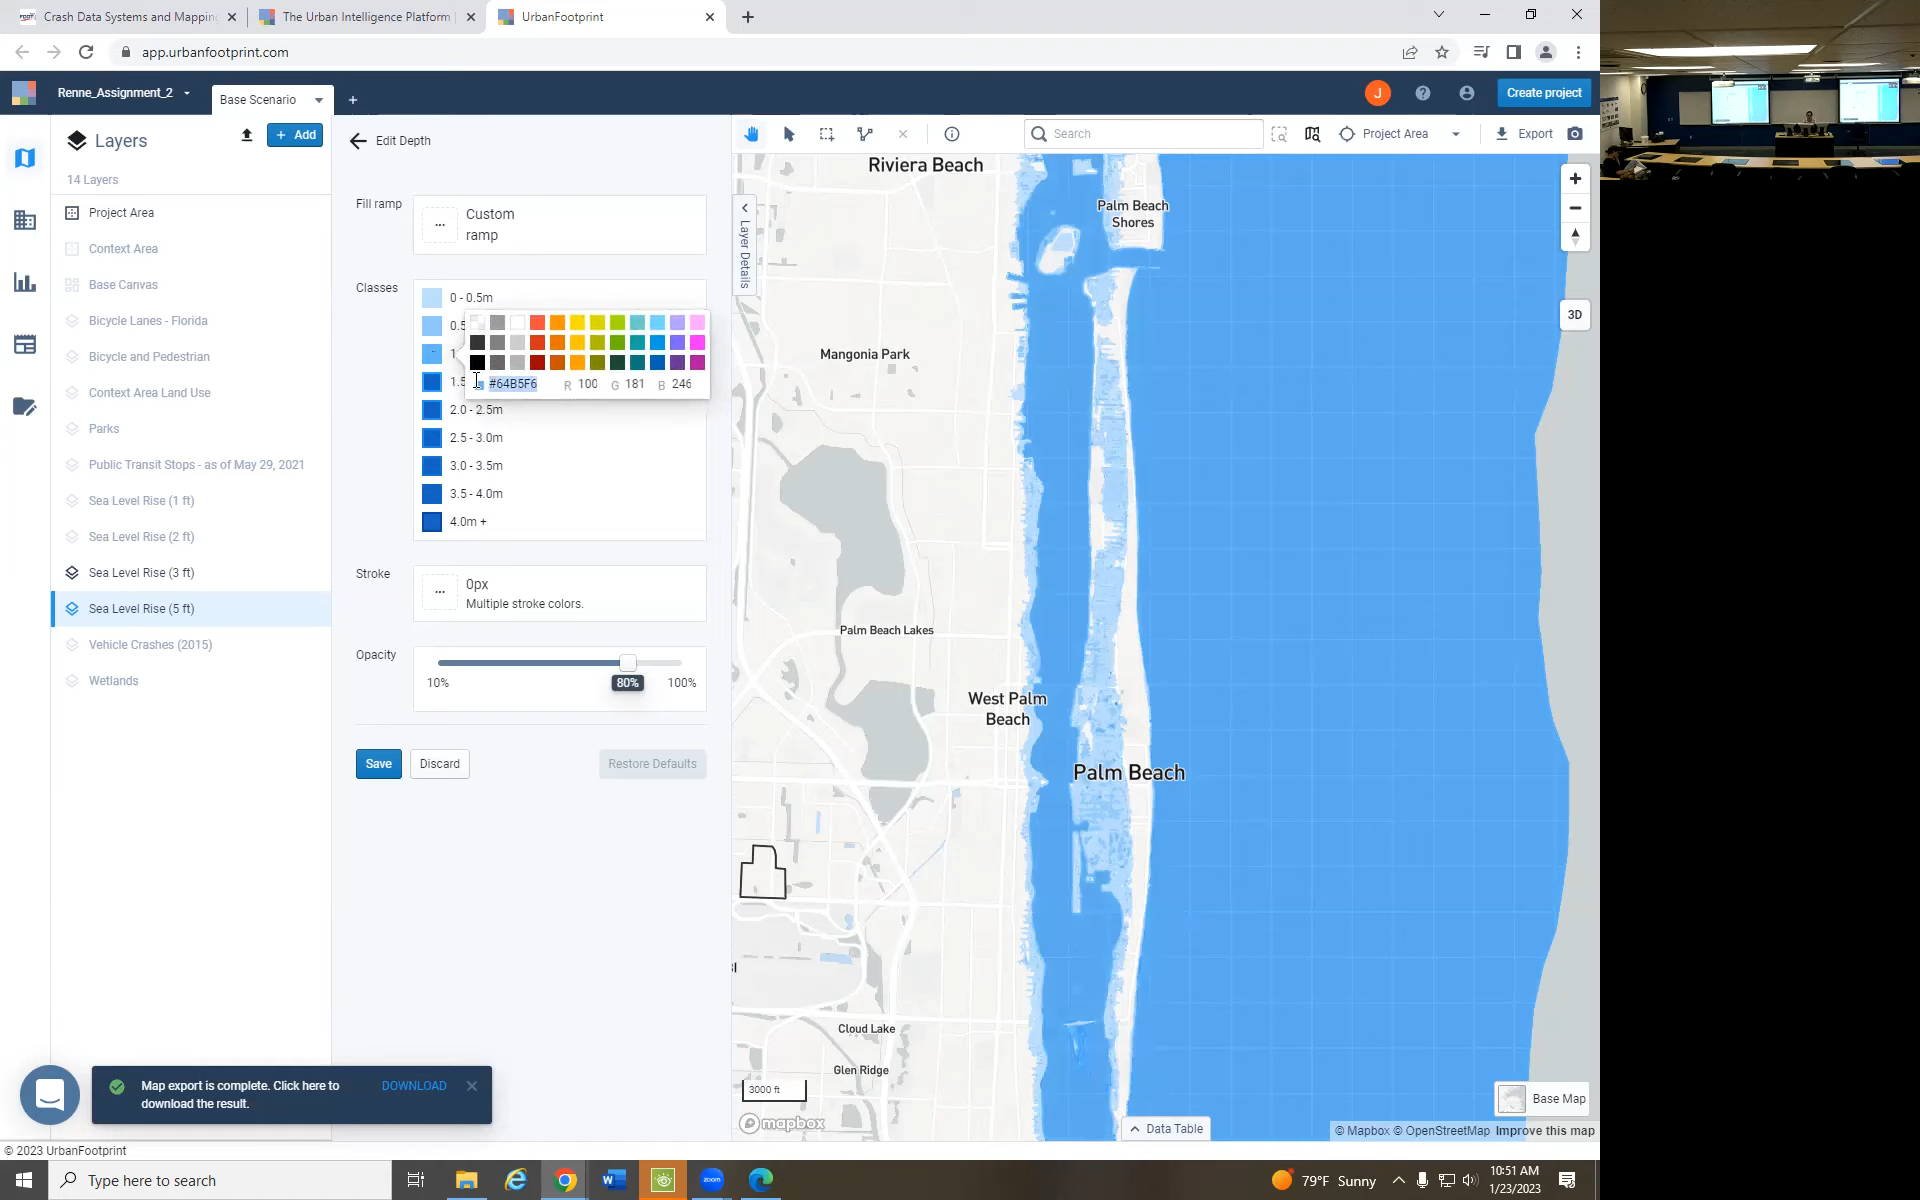 Crash Data Systems and Mapping
The Urban Intelligence Platform
UrbanFootprint
app.urbanfootprint.com
Renne_Assignment_2
Base Scenario
J
Create project
Layers
Add
Edit Depth
Search
Project Area
Export
14 Layers
Project Area
Context Area
Base Canvas
Bicycle Lanes - Florida
Bicycle and Pedestrian
Context Area Land Use
Parks
Public Transit Stops - as of May 29, 2021
Sea Level Rise (1 ft)
Sea Level Rise (2 ft)
Sea Level Rise (3 ft)
Sea Level Rise (5 ft)
Vehicle Crashes (2015)
Wetlands
Fill ramp
Custom
ramp
Classes
0 - 0.5m
0.5
1.
1.5
#64B5F6 R 100 G 181 B 246
2.0 - 2.5m
2.5 - 3.0m
3.0 - 3.5m
3.5 - 4.0m
4.0m +
Stroke
0px
Multiple stroke colors.
Opacity
10%
80%
100%
Save
Discard
Restore Defaults
Layer Details
Riviera Beach
Palm Beach
Shores
Mangonia Park
Palm Beach Lakes
West Palm
Beach
Palm Beach
Cloud Lake
Glen Ridge
3D
3000 ft
mapbox
Data Table
Base Map
© Mapbox © OpenStreetMap Improve this map
Map export is complete. Click here to
download the result.
DOWNLOAD
© 2023 UrbanFootprint
Type here to search
zoom
79°F Sunny
10:51 AM
1/23/2023